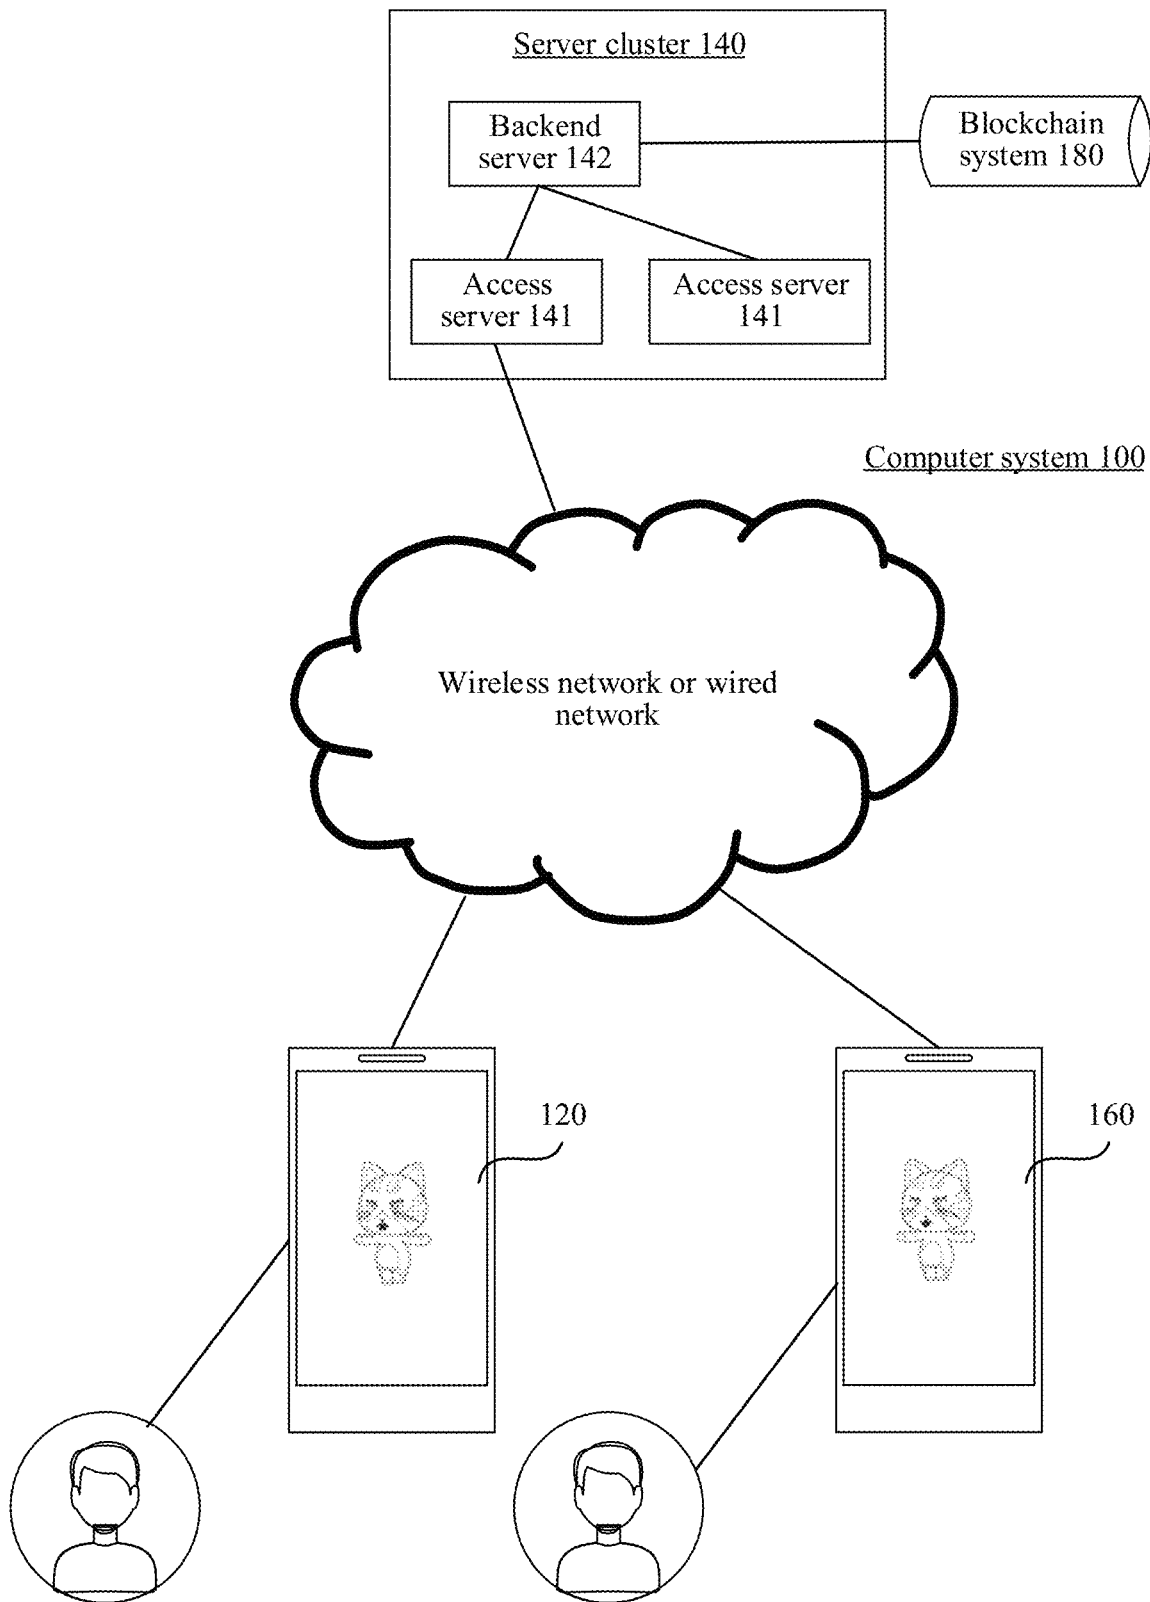 Server cluster 140
Backend
server 142
Blockchain
system 180
Access
server 141
Access server
141
Computer system 100
Wireless network or wired
network
120
160